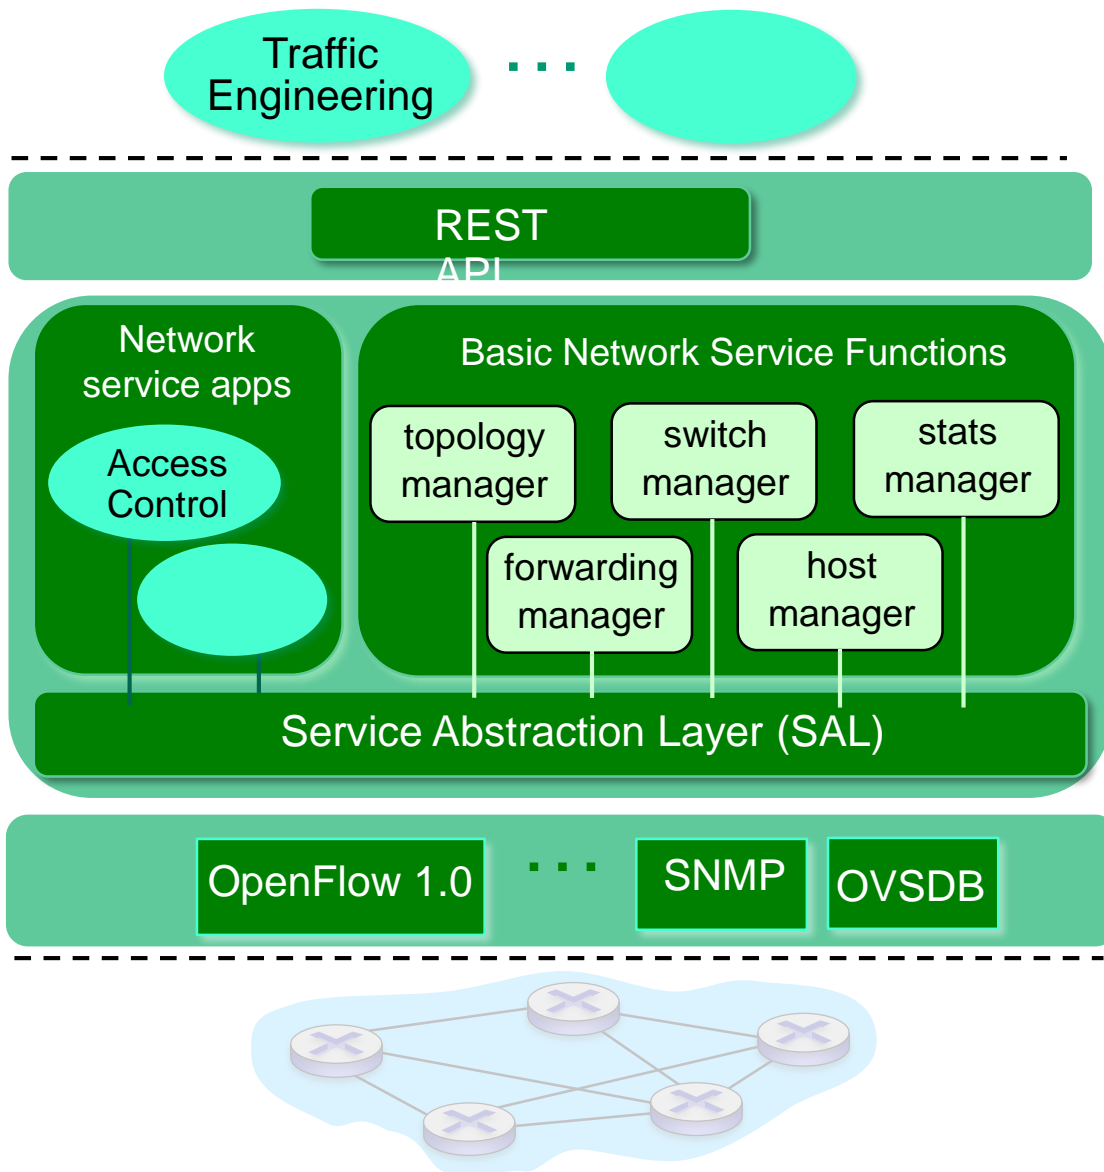 Traffic
Engineering
REST
API
Network
service apps
Basic Network Service Functions
topology
manager
switch
manager
stats
manager
Access
Control
forwarding
manager
host
manager
Service Abstraction Layer (SAL)
OpenFlow 1.0
. . .
SNMP
OVSDB